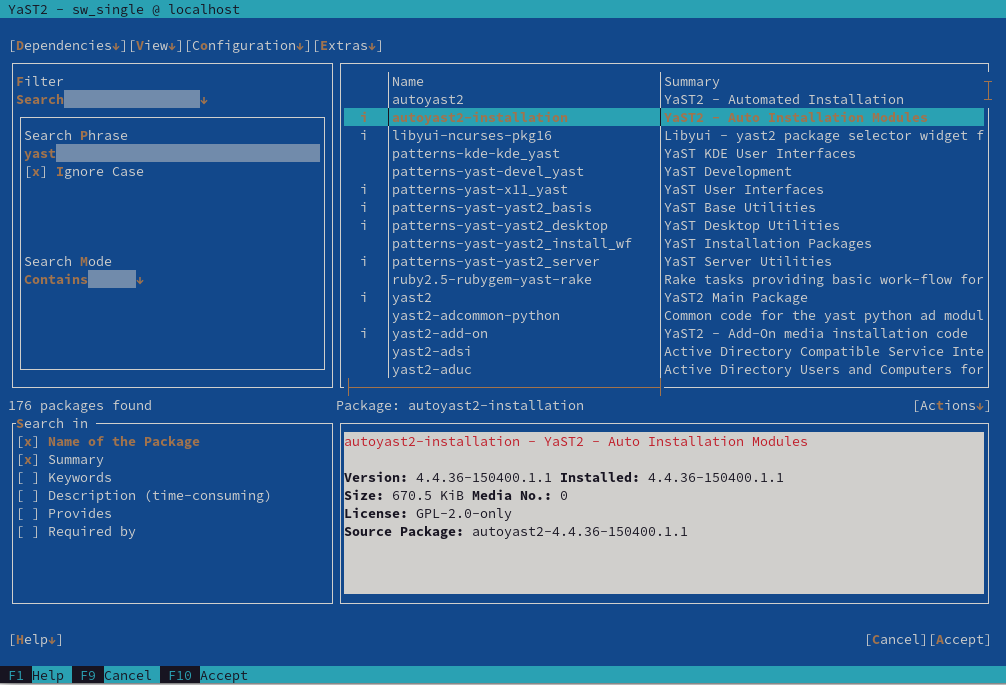 YaST2 - sw_single @ localhost
[Dependencies↓][View↓][Configuration↓][Extras↓]
Filter
Search↓
Search Phrase
yast
[x] Ignore Case
Search Mode
Contains↓
176 packages found
Search in
[x] Name of the Package
[x] Summary
[ ] Keywords
[ ] Description (time-consuming)
[ ] Provides
[ ] Required by
Name Summary
autoyast2 YaST2 - Automated Installation
i autoyast2-installation YaST2 - Auto Installation Modules
i libyui-ncurses-pkg16 Libyui - yast2 package selector widget f
patterns-kde-kde_yast YaST KDE User Interfaces
patterns-yast-devel_yast YaST Development
i patterns-yast-x11_yast YaST User Interfaces
i patterns-yast-yast2_basis YaST Base Utilities
i patterns-yast-yast2_desktop YaST Desktop Utilities
patterns-yast-yast2_install_wf YaST Installation Packages
i patterns-yast-yast2_server YaST Server Utilities
ruby2.5-rubygem-yast-rake Rake tasks providing basic work-flow for
i yast2 YaST2 Main Package
yast2-adcommon-python Common code for the yast python ad modul
i yast2-add-on YaST2 - Add-On media installation code
yast2-adsi Active Directory Compatible Service Inte
yast2-aduc Active Directory Users and Computers for
Package: autoyast2-installation [Actions↓]
autoyast2-installation - YaST2 - Auto Installation Modules
Version: 4.4.36-150400.1.1 Installed: 4.4.36-150400.1.1
Size: 670.5 KiB Media No.: 0
License: GPL-2.0-only
Source Package: autoyast2-4.4.36-150400.1.1
[Help↓] [Cancel][Accept]
F1 Help F9 Cancel F10 Accept